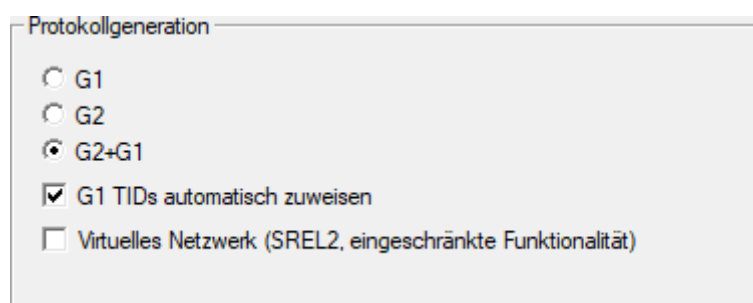 Protokollgeneration
G1
G2
G2+G1
G1 TIDs automatisch zuweisen
Virtuelles Netzwerk (SREL2, eingeschränkte Funktionalität)